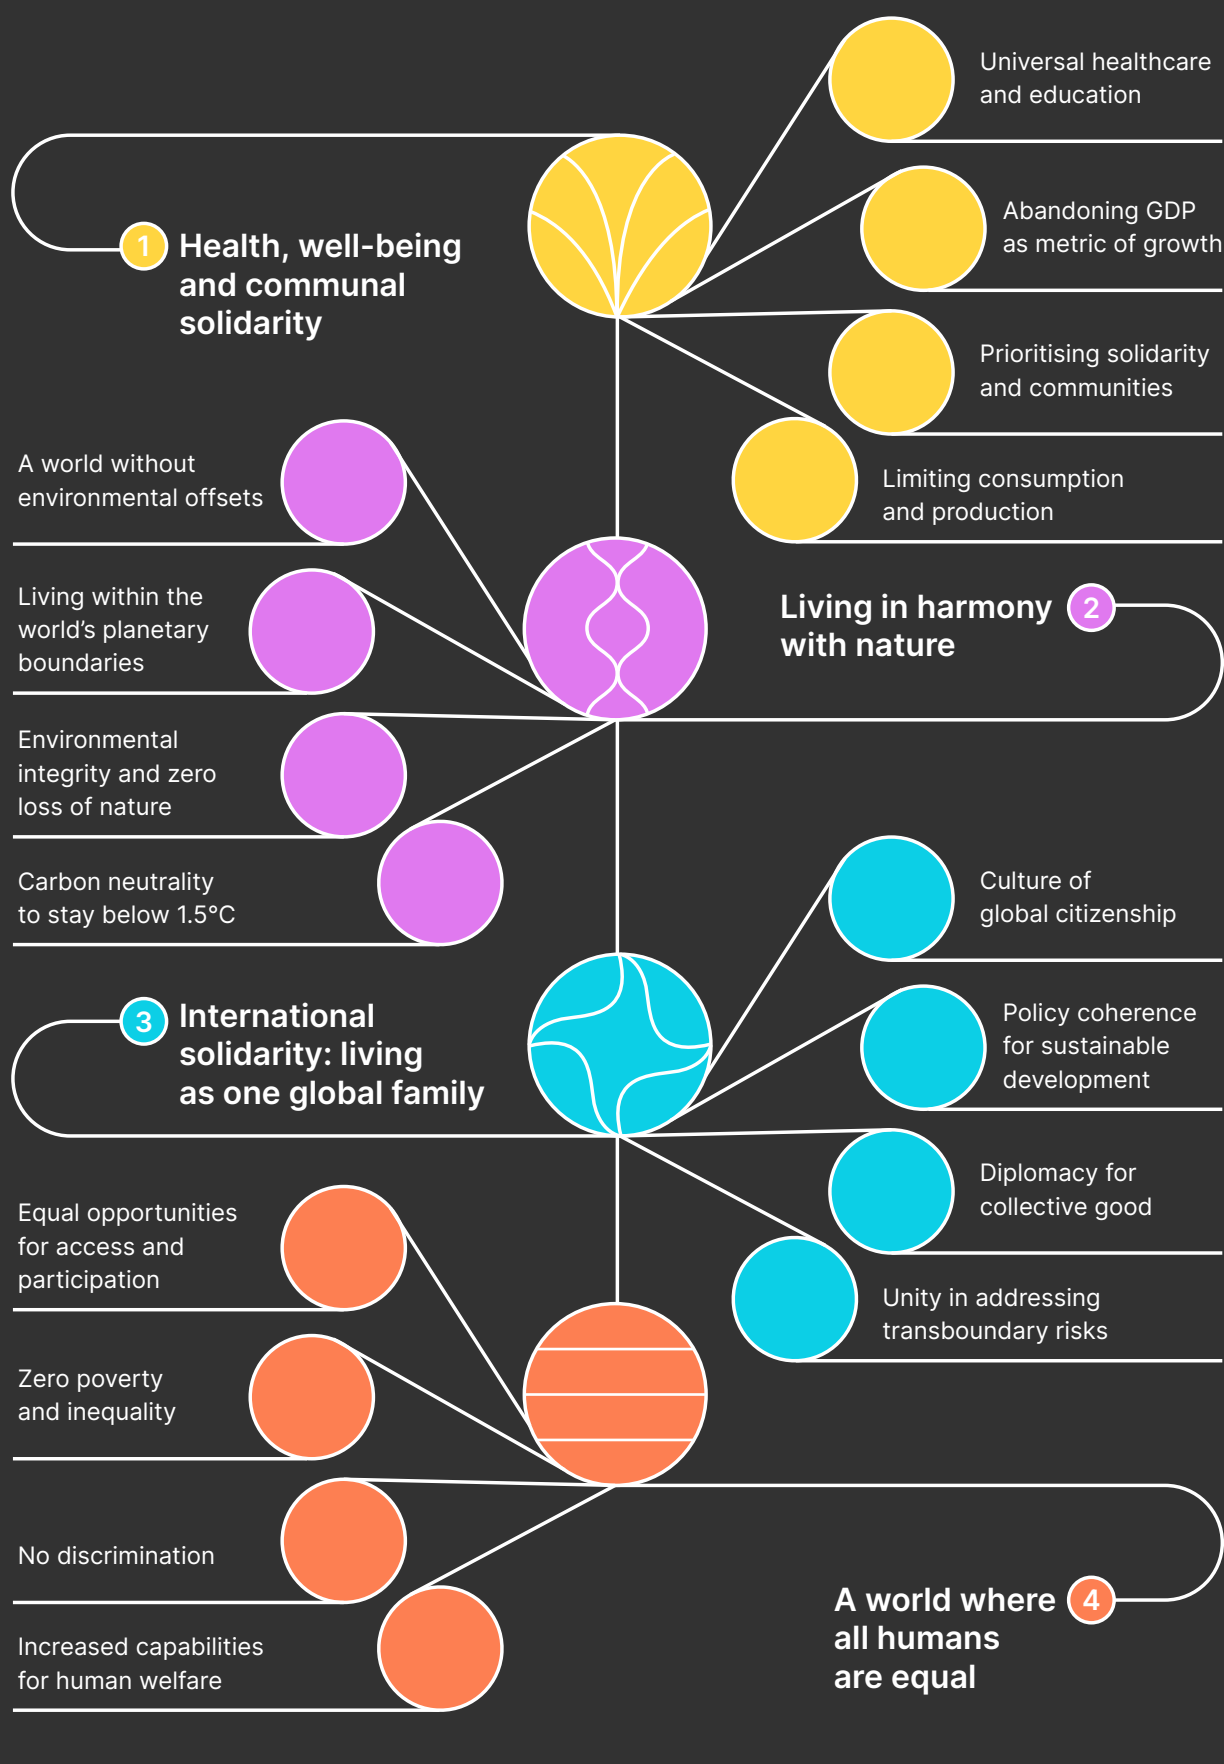 1
Health, well-being
and communal
solidarity
Universal healthcare
and education
Abandoning GDP
as metric of growth
Prioritising solidarity
and communities
Limiting consumption
and production
2
Living in harmony
with nature
A world without
environmental offsets
Living within the
world’s planetary
boundaries
Environmental
integrity and zero
loss of nature
Carbon neutrality
to stay below 1.5°C
3
International
solidarity: living
as one global family
Culture of
global citizenship
Policy coherence
for sustainable
development
Diplomacy for
collective good
Unity in addressing
transboundary risks
4
A world where
all humans
are equal
Equal opportunities
for access and
participation
Zero poverty
and inequality
No discrimination
Increased capabilities
for human welfare